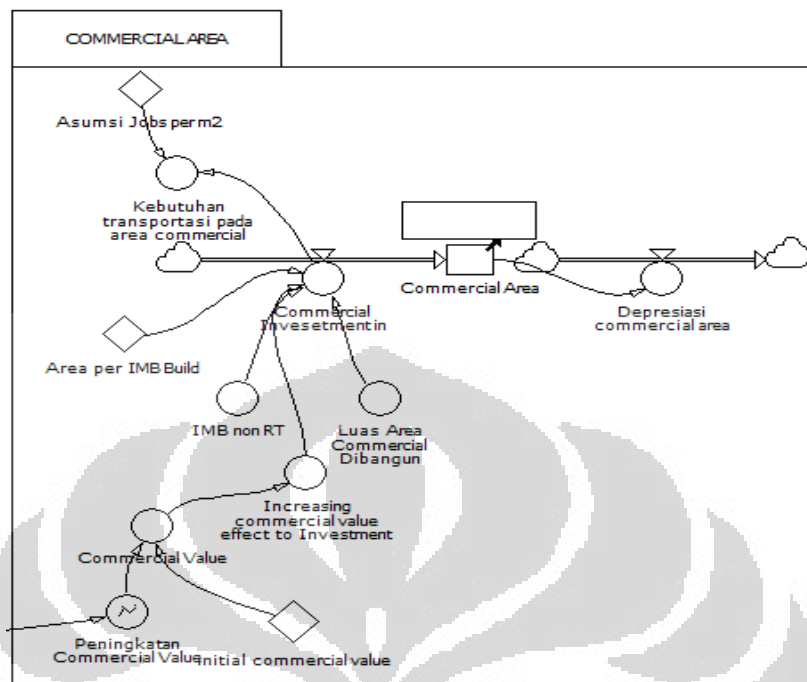 COMMERCIAL AREA
Asumsi Jobs per m2
Kebutuhan
transportasi pada
area commercial
Commercial Area
Commercial
Invesetment in
Depresiasi
commercial area
Area per IMB Build
IMB non RT
Luas Area
Commercial
Dibangun
Increasing
commercial value
effect to Investment
Commercial Value
Peningkatan
Commercial Value
Initial commercial value